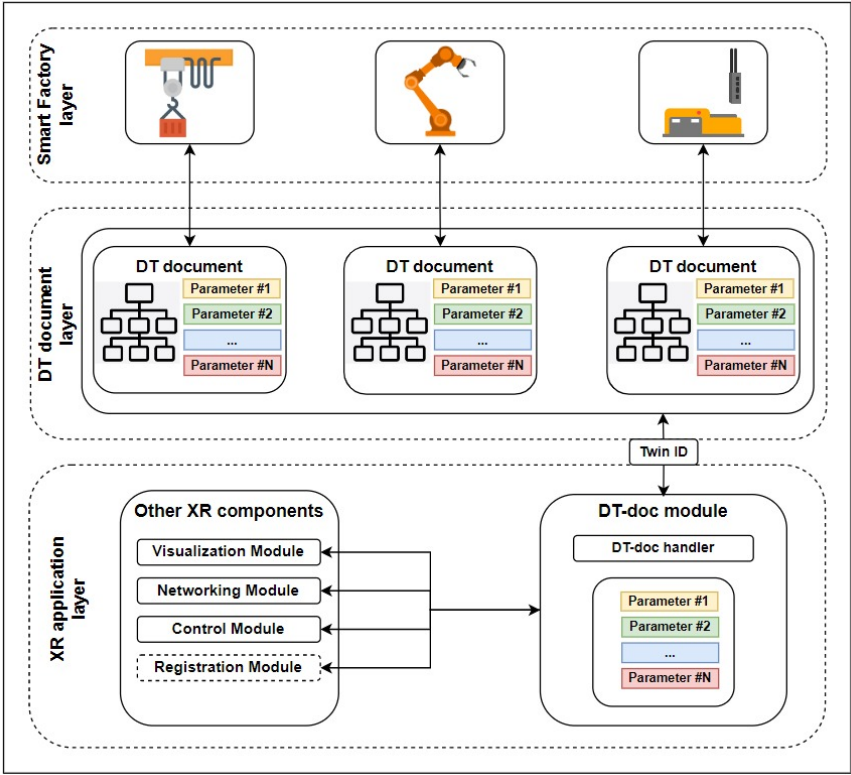 Smart Factory
layer
DT document
layer
DT document
Parameter #1
Parameter #2
...
Parameter #N
DT document
Parameter #1
Parameter #2
...
Parameter #N
DT document
Parameter #1
Parameter #2
...
Parameter #N
Twin ID
XR application
layer
Other XR components
Visualization Module
Networking Module
Control Module
Registration Module
DT-doc module
DT-doc handler
Parameter #1
Parameter #2
...
Parameter #N